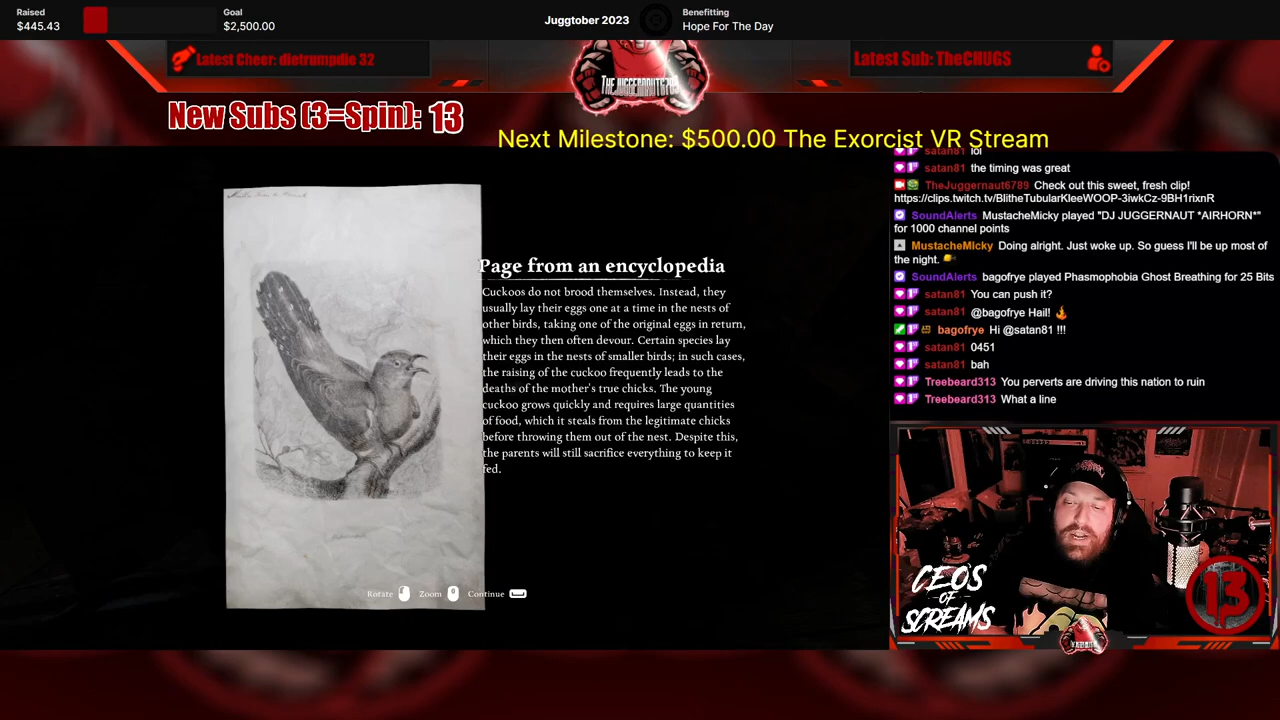 Raised
$445.43
Goal
$2,500.00
Juggtober 2023
Benefitting
Hope For The Day
Latest Cheer: dietrumpdie 32
THEJUGGERNAUT6789
Latest Sub: TheCHUGS
New Subs (3=Spin): 13
Next Milestone: $500.00 The Exorcist VR Stream
Page from an encyclopedia
Cuckoos do not brood themselves. Instead, they
usually lay their eggs one at a time in the nests of
other birds, taking one of the original eggs in return,
which they then often devour. Certain species lay
their eggs in the nests of smaller birds; in such cases,
the raising of the cuckoo frequently leads to the
deaths of the mother's true chicks. The young
cuckoo grows quickly and requires large quantities
of food, which it steals from the legitimate chicks
before throwing them out of the nest. Despite this,
the parents will still sacrifice everything to keep it
fed.
Rotate Zoom Continue
satan81 lol
satan81 the timing was great
TheJuggernaut6789 Check out this sweet, fresh clip!
https://clips.twitch.tv/BlitheTubularKleeWOOP-3iwkCz-9BH1rixnR
SoundAlerts MustacheMicky played "DJ JUGGERNAUT *AIRHORN*"
for 1000 channel points
MustacheMIcky Doing alright. Just woke up. So guess I'll be up most of
the night.
SoundAlerts bagofrye played Phasmophobia Ghost Breathing for 25 Bits
satan81 You can push it?
satan81 @bagofrye Hail!
bagofrye Hi @satan81 !!!
satan81 0451
satan81 bah
Treebeard313 You perverts are driving this nation to ruin
Treebeard313 What a line
CEOS
OF
SCREAMS
13